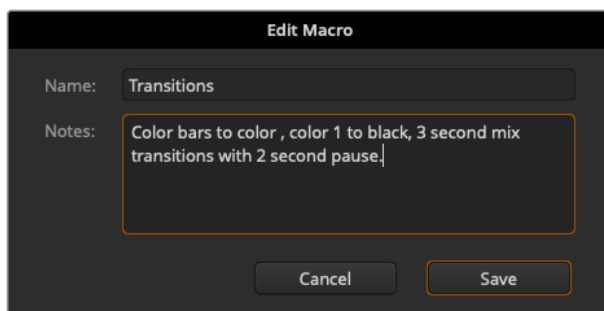 Edit Macro
Name: Transitions
Notes: Color bars to color , color 1 to black, 3 second mix
transitions with 2 second pause.
Cancel Save